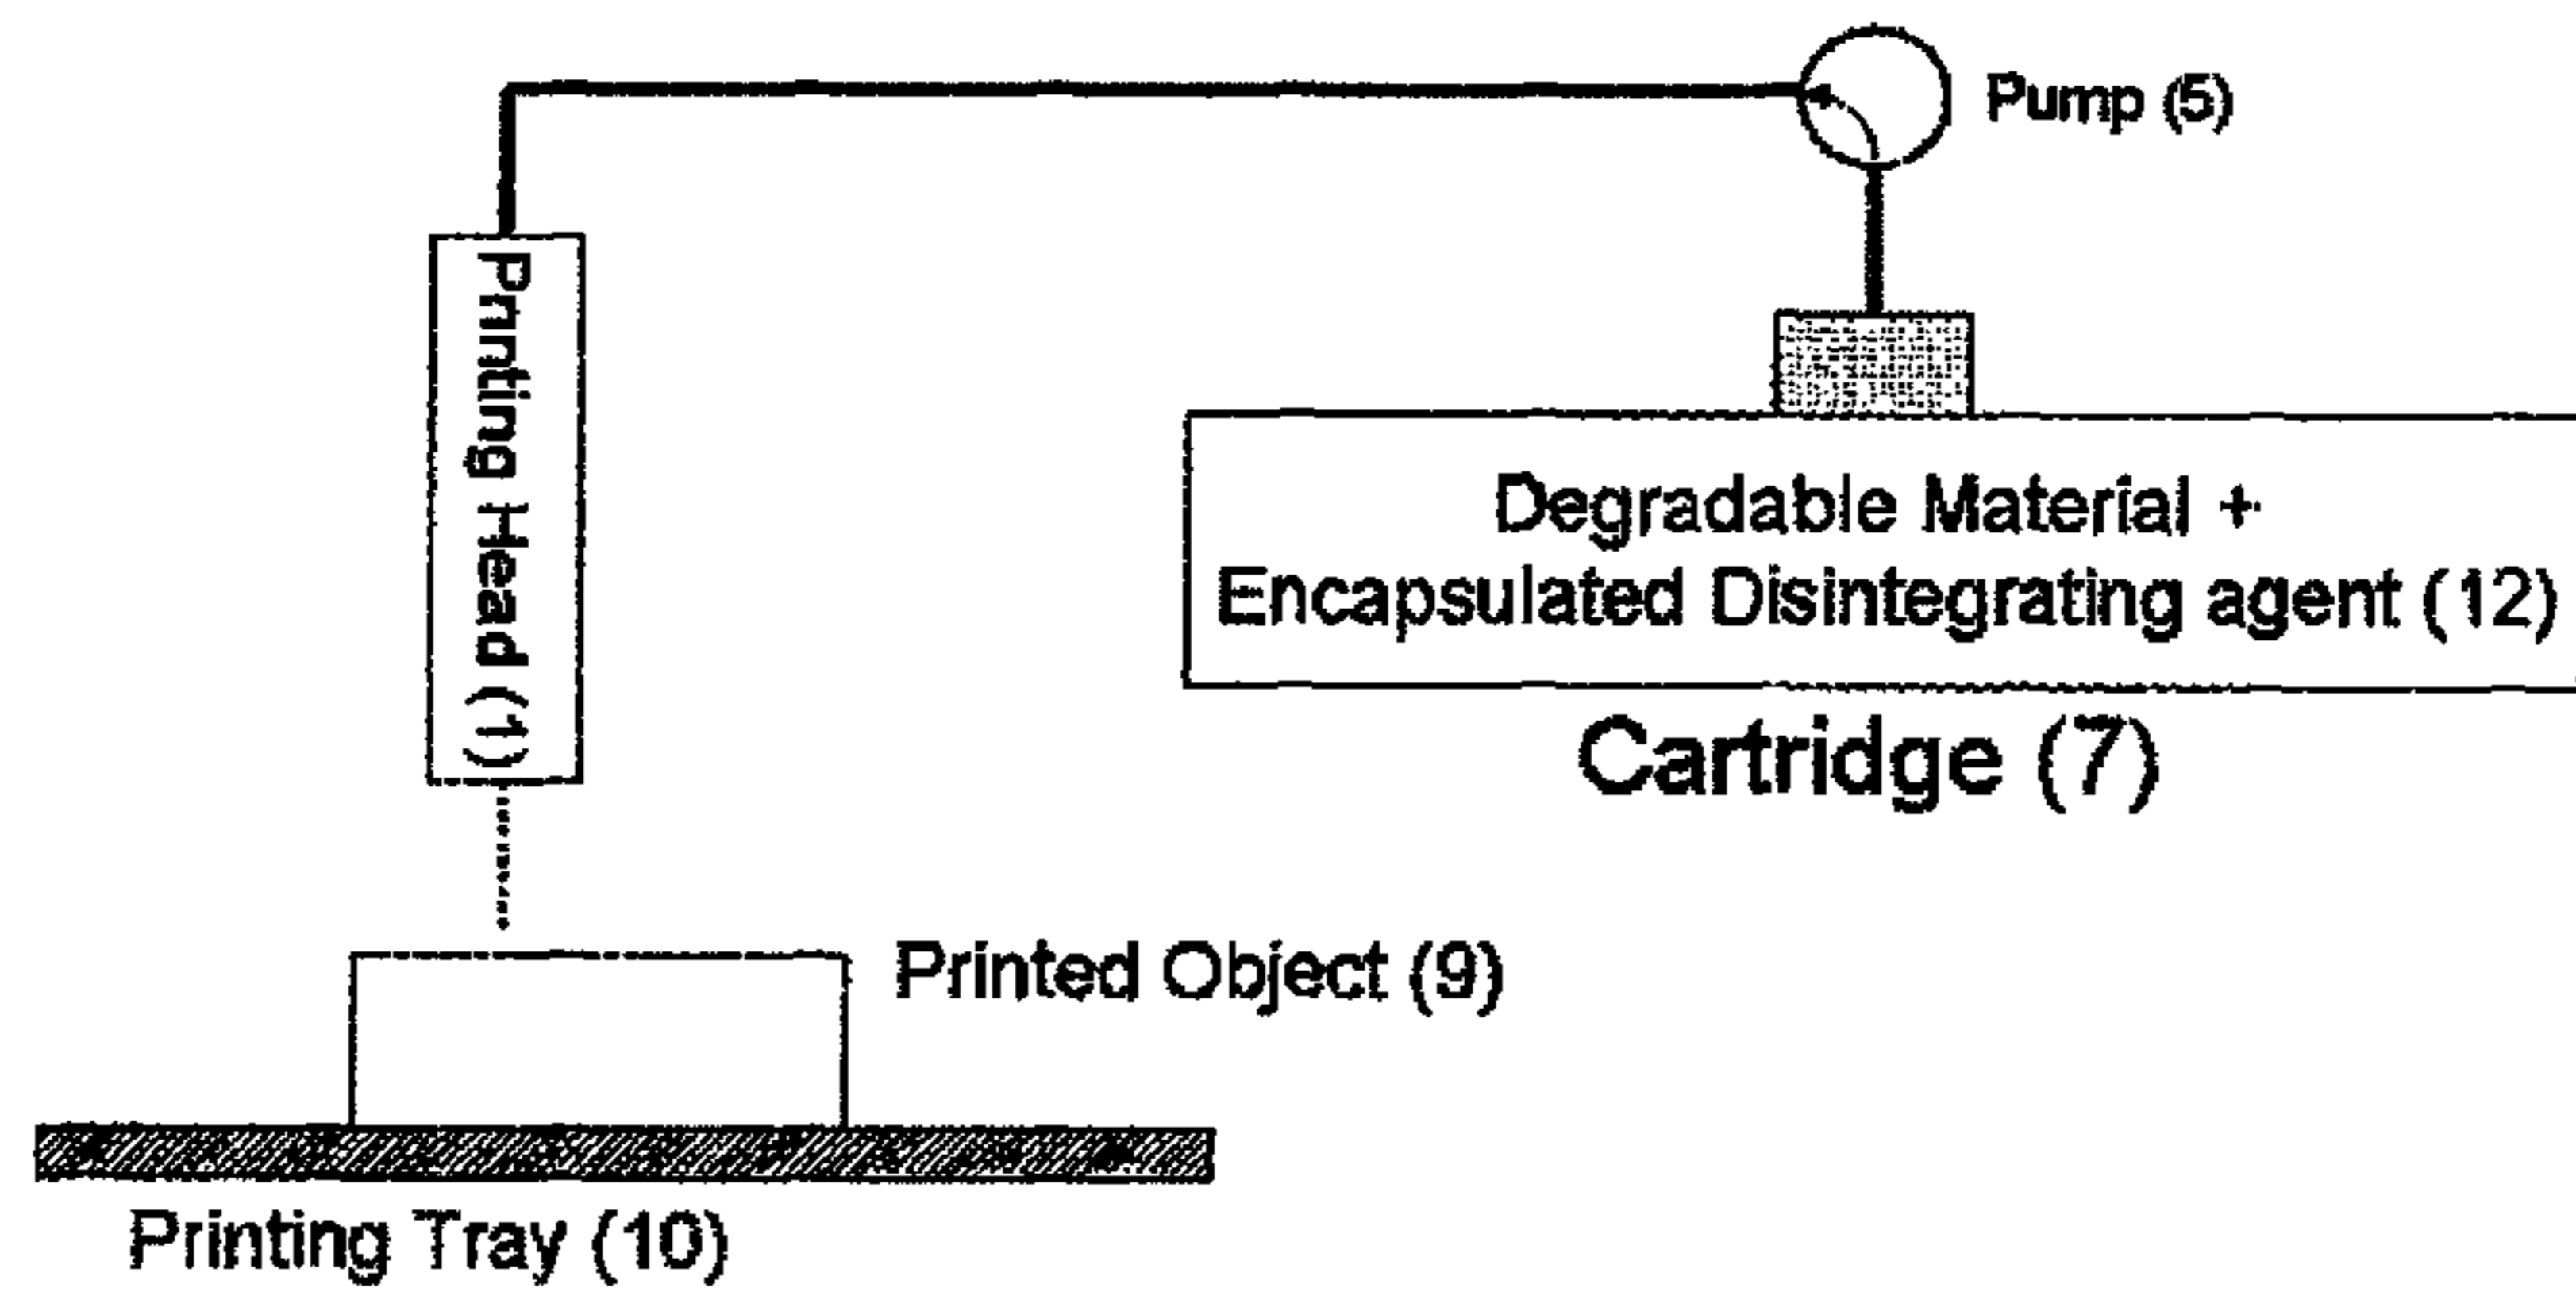 Pump (5)
Printing Head (1)
Degradable Material +
Encapsulated Disintegrating agent (12)
Cartridge (7)
Printed Object (9)
Printing Tray (10)